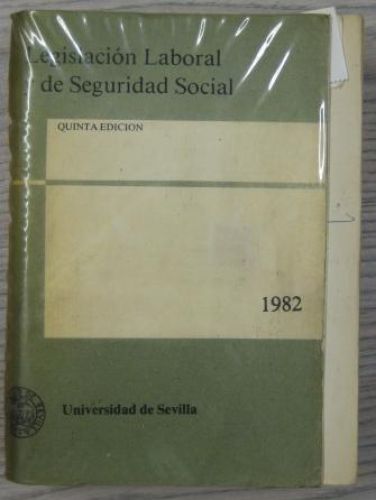 Legislación Laboral
de Seguridad Social
QUINTA EDICION
1982
Universidad de Sevilla